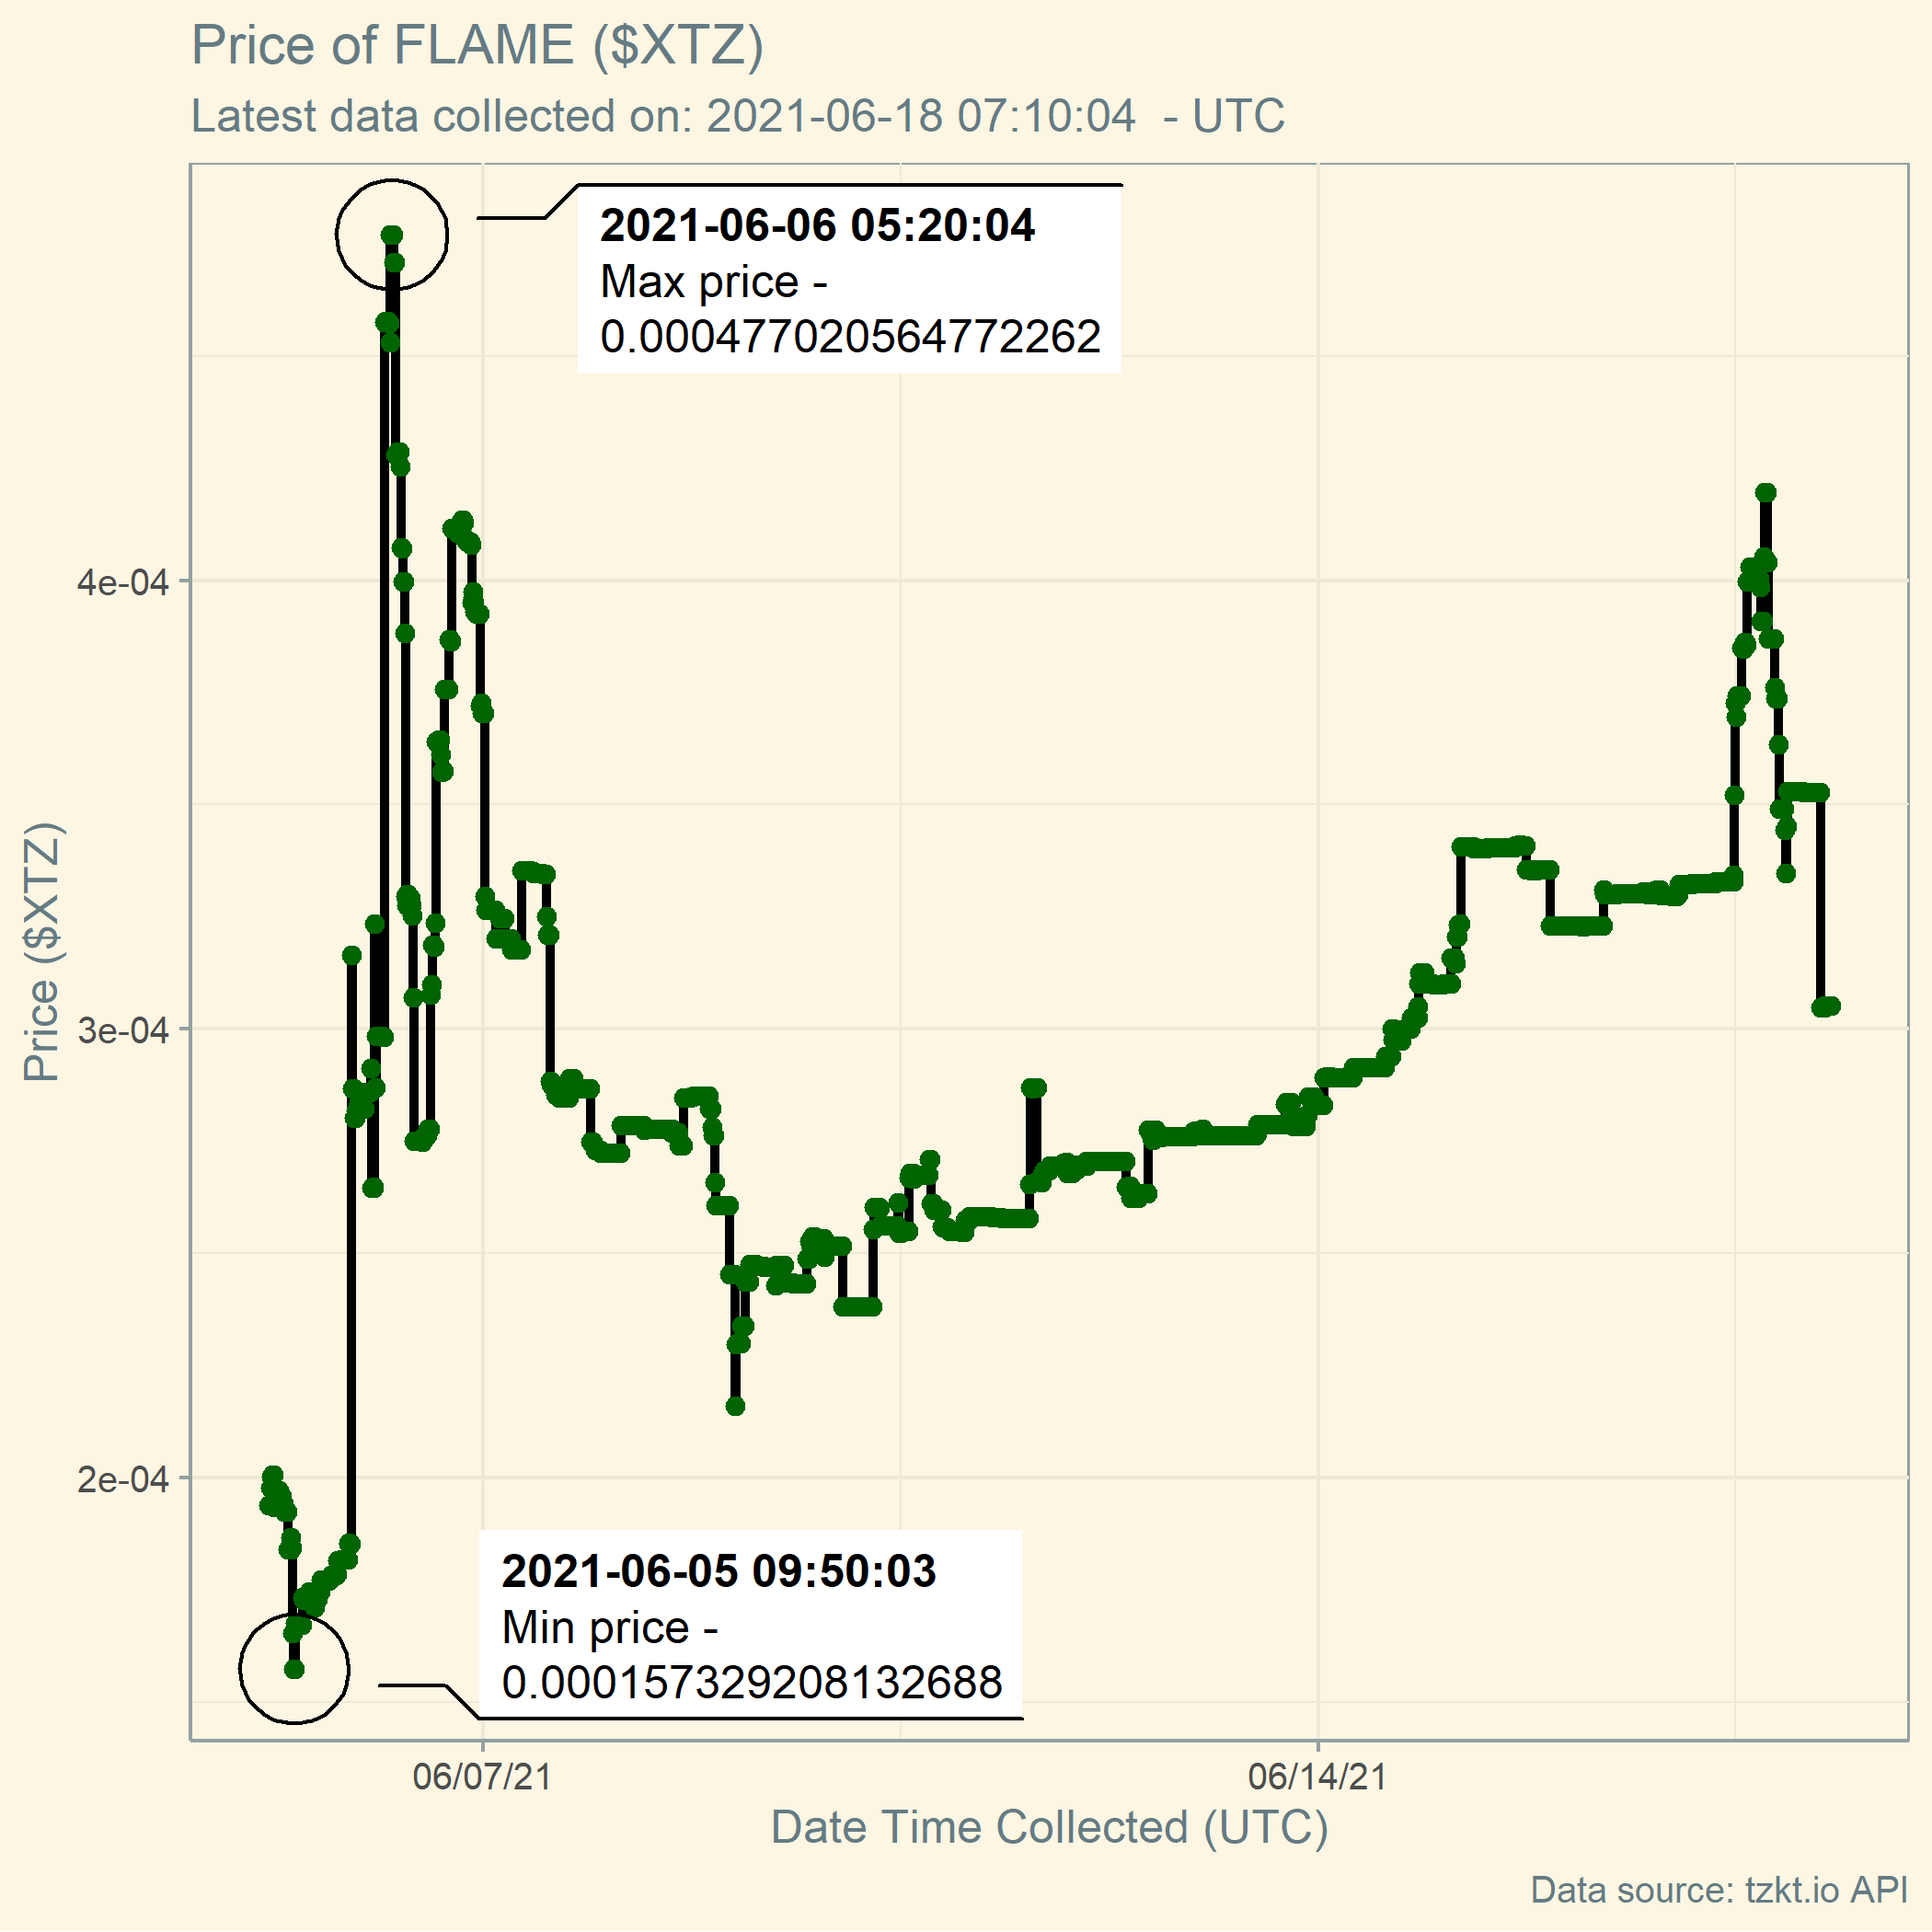 Price of FLAME ($XTZ)
Latest data collected on: 2021-06-18 07:10:04  - UTC
2021-06-06 05:20:04
Max price -
0.000477020564772262
4e-04
3e-04
2e-04
Price ($XTZ)
2021-06-05 09:50:03
Min price -
0.000157329208132688
06/07/21
06/14/21
Date Time Collected (UTC)
Data source: tzkt.io API